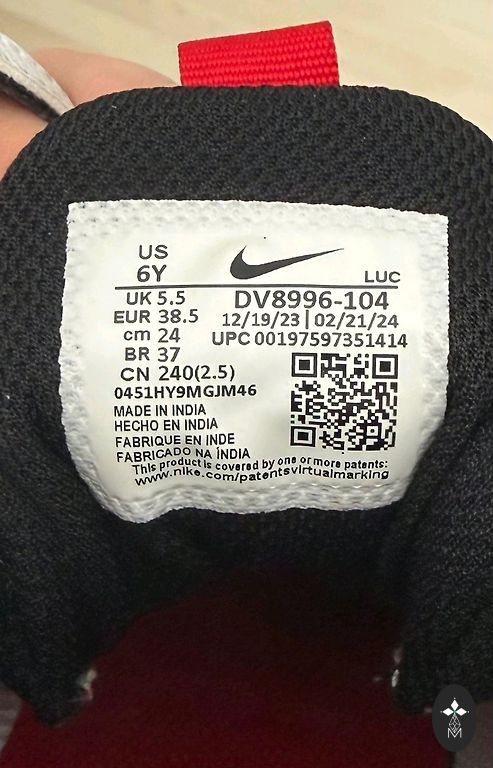 US
6Y
LUC
UK 5.5
EUR 38.5
cm 24
BR 37
CN 240(2.5)
DV8996-104
12/19/23 | 02/21/24
UPC 00197597351414
0451HY9MGJM46
MADE IN INDIA
HECHO EN INDIA
FABRIQUE EN INDE
FABRICADO NA ÍNDIA
This product is covered by one or more patents:
www.nike.com/patentsvirtualmarking